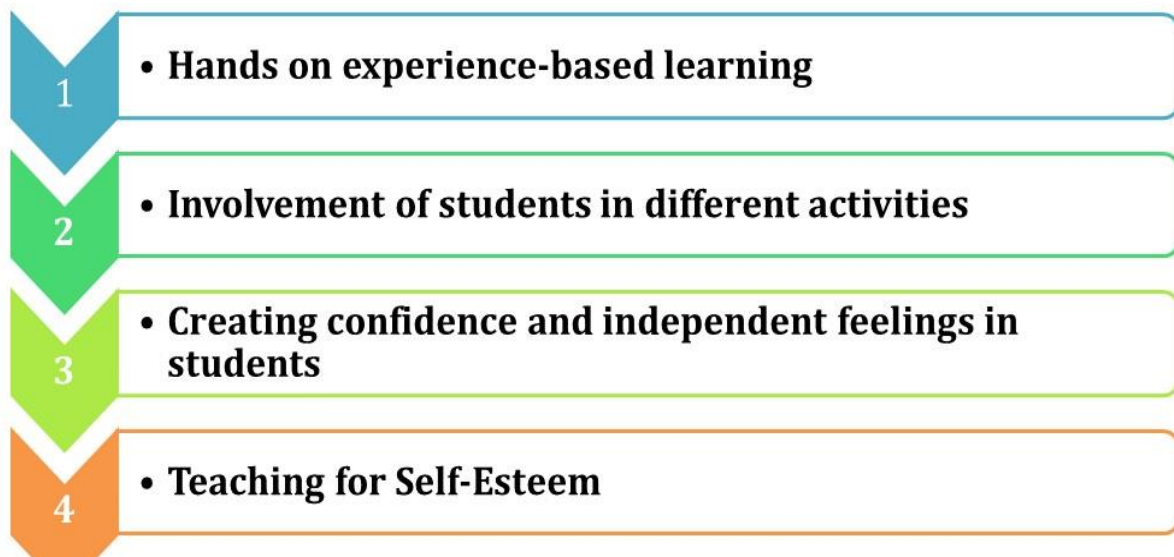 1
• Hands on experience-based learning
2
• Involvement of students in different activities
3
• Creating confidence and independent feelings in
students
4
• Teaching for Self-Esteem